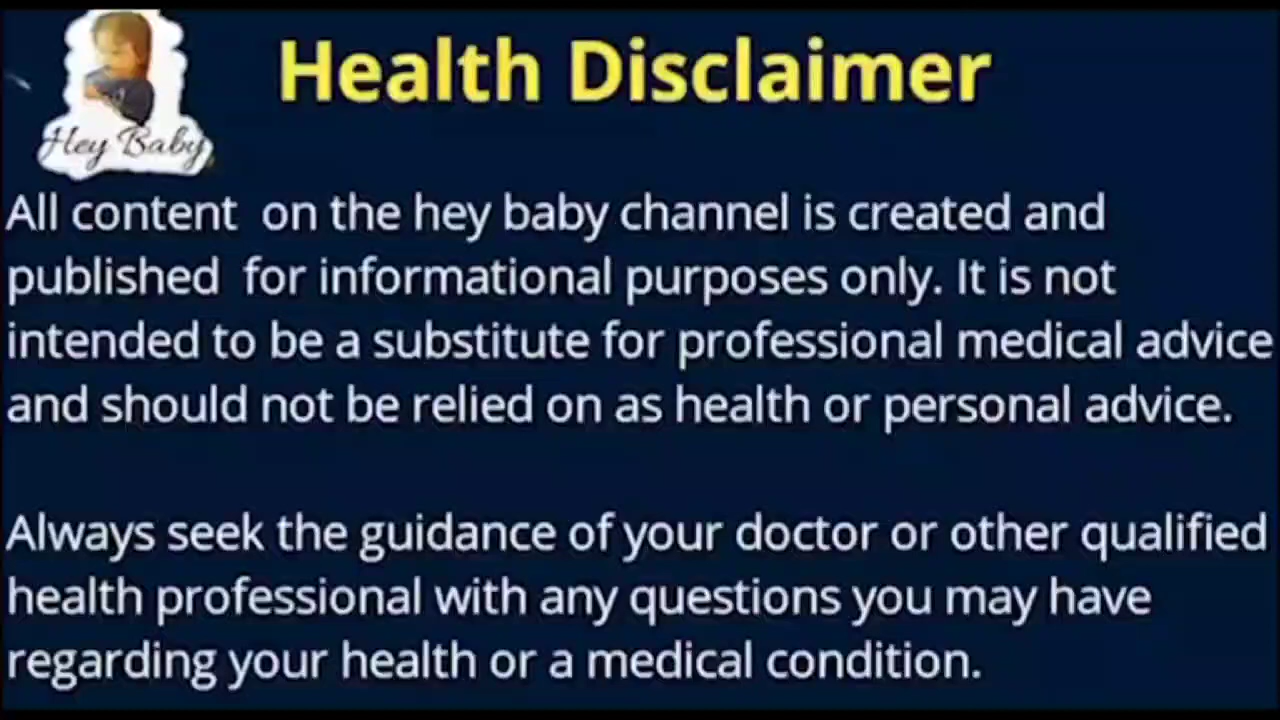 Health Disclaimer
Hey Baby
All content on the hey baby channel is created and
published for informational purposes only. It is not
intended to be a substitute for professional medical advice
and should not be relied on as health or personal advice.
Always seek the guidance of your doctor or other qualified
health professional with any questions you may have
regarding your health or a medical condition.